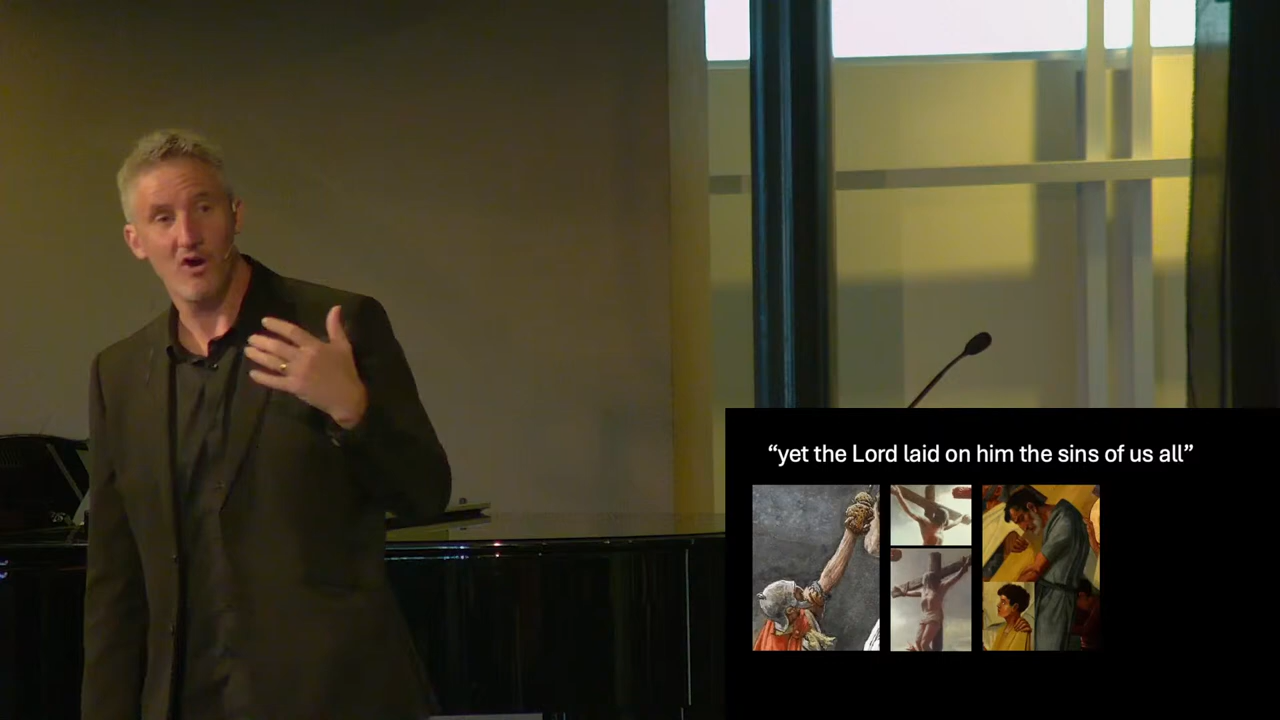 “yet the Lord laid on him the sins of us all”